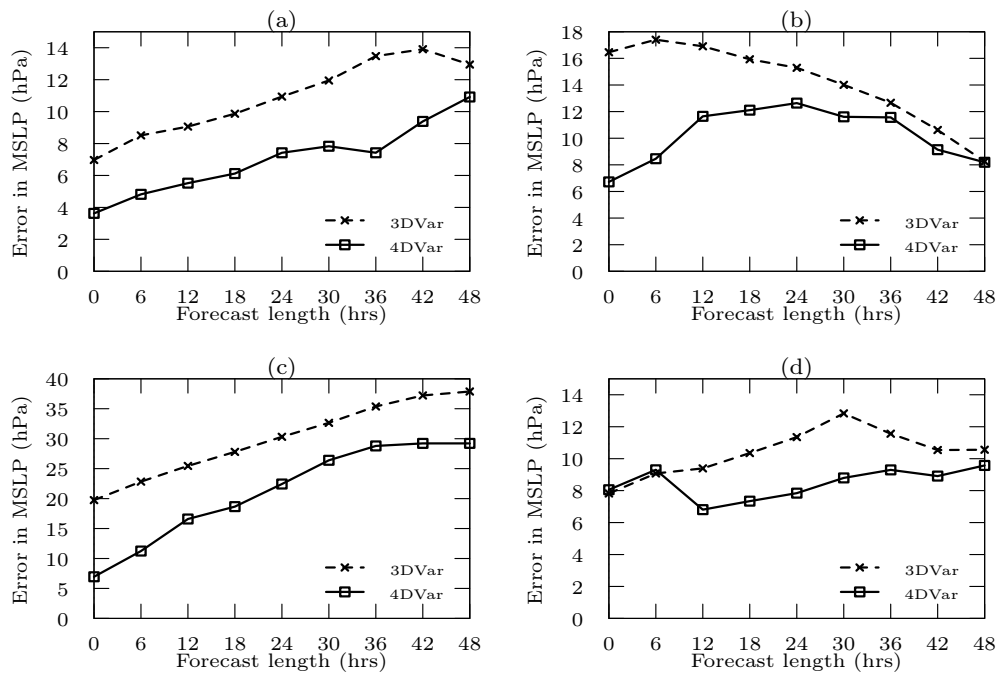 (a)
Error in MSLP (hPa)
14
12
10
8
6
4
2
0
3DVar
4DVar
0 6 12 18 24 30 36 42 48
Forecast length (hrs)
(b)
Error in MSLP (hPa)
18
16
14
12
10
8
6
4
2
0
3DVar
4DVar
0 6 12 18 24 30 36 42 48
Forecast length (hrs)
(c)
Error in MSLP (hPa)
40
35
30
25
20
15
10
5
0
3DVar
4DVar
0 6 12 18 24 30 36 42 48
Forecast length (hrs)
(d)
Error in MSLP (hPa)
14
12
10
8
6
4
2
0
3DVar
4DVar
0 6 12 18 24 30 36 42 48
Forecast length (hrs)